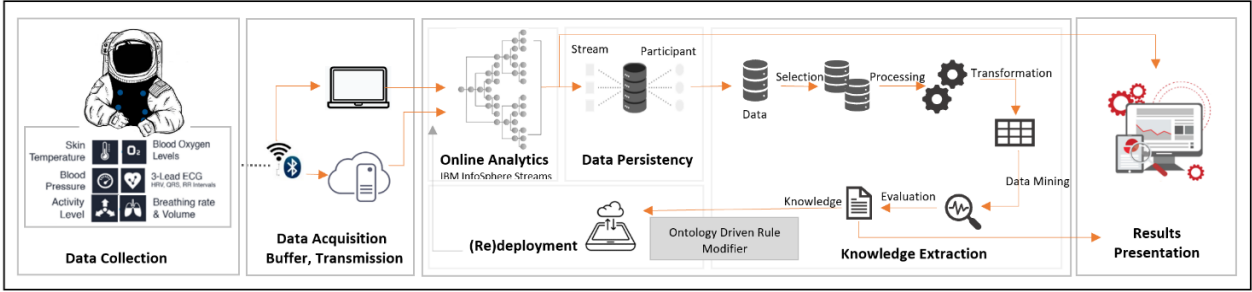 Skin
Temperature
O₂
Blood Oxygen
Levels
Blood
Pressure
3-Lead ECG
HRV, QRS, RR Intervals
Activity
Level
Breathing rate
& Volume
Data Collection
Data Acquisition
Buffer, Transmission
Online Analytics
IBM InfoSphere Streams
Stream
Participant
Data Persistency
Data
Selection
Processing
Transformation
Data Mining
Evaluation
Knowledge
Knowledge Extraction
(Re)deployment
Ontology Driven Rule
Modifier
Results
Presentation